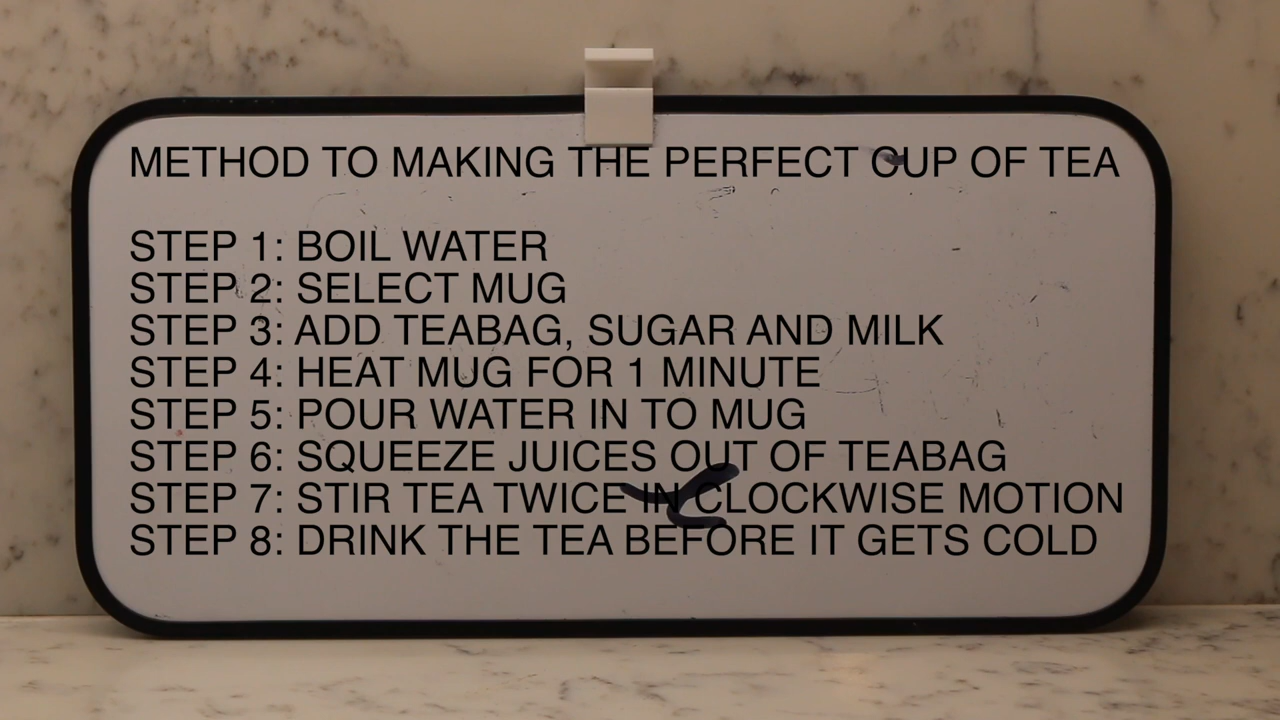 METHOD TO MAKING THE PERFECT CUP OF TEA
STEP 1: BOIL WATER
STEP 2: SELECT MUG
STEP 3: ADD TEABAG, SUGAR AND MILK
STEP 4: HEAT MUG FOR 1 MINUTE
STEP 5: POUR WATER IN TO MUG
STEP 6: SQUEEZE JUICES OUT OF TEABAG
STEP 7: STIR TEA TWICE IN CLOCKWISE MOTION
STEP 8: DRINK THE TEA BEFORE IT GETS COLD